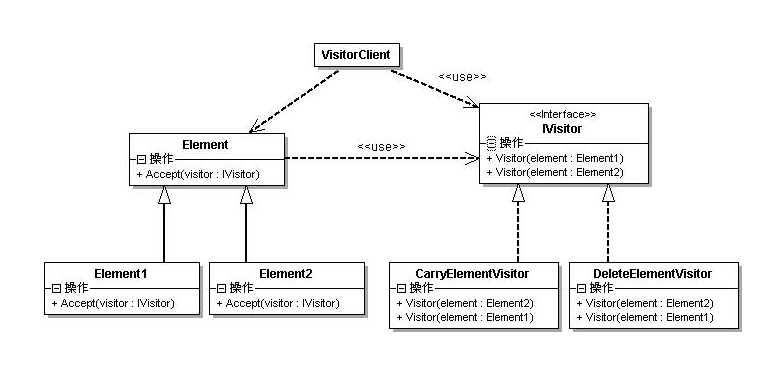 VisitorClient
<<use>>
<<Interface>>
IVisitor
操作
+ Visitor(element : Element1)
+ Visitor(element : Element2)
Element
操作
+ Accept(visitor : IVisitor)
<<use>>
Element1
操作
+ Accept(visitor : IVisitor)
Element2
操作
+ Accept(visitor : IVisitor)
CarryElementVisitor
操作
+ Visitor(element : Element2)
+ Visitor(element : Element1)
DeleteElementVisitor
操作
+ Visitor(element : Element2)
+ Visitor(element : Element1)